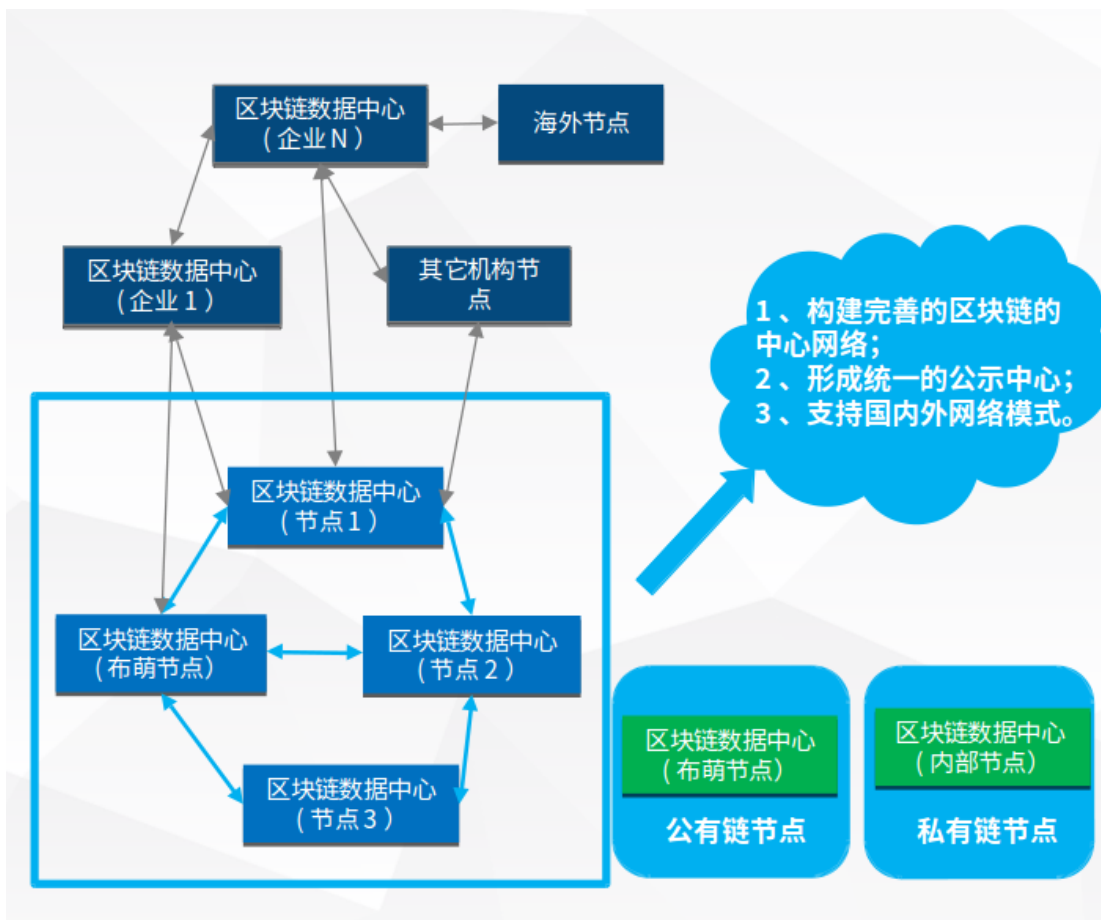 区块链数据中心
（企业N）
海外节点
区块链数据中心
（企业1）
其它机构节
点
1、构建完善的区块链的
中心网络；
2、形成统一的公示中心；
3、支持国内外网络模式。
区块链数据中心
（节点1）
区块链数据中心
（布萌节点）
区块链数据中心
（节点2）
区块链数据中心
（节点3）
区块链数据中心
（布萌节点）
公有链节点
区块链数据中心
（内部节点）
私有链节点